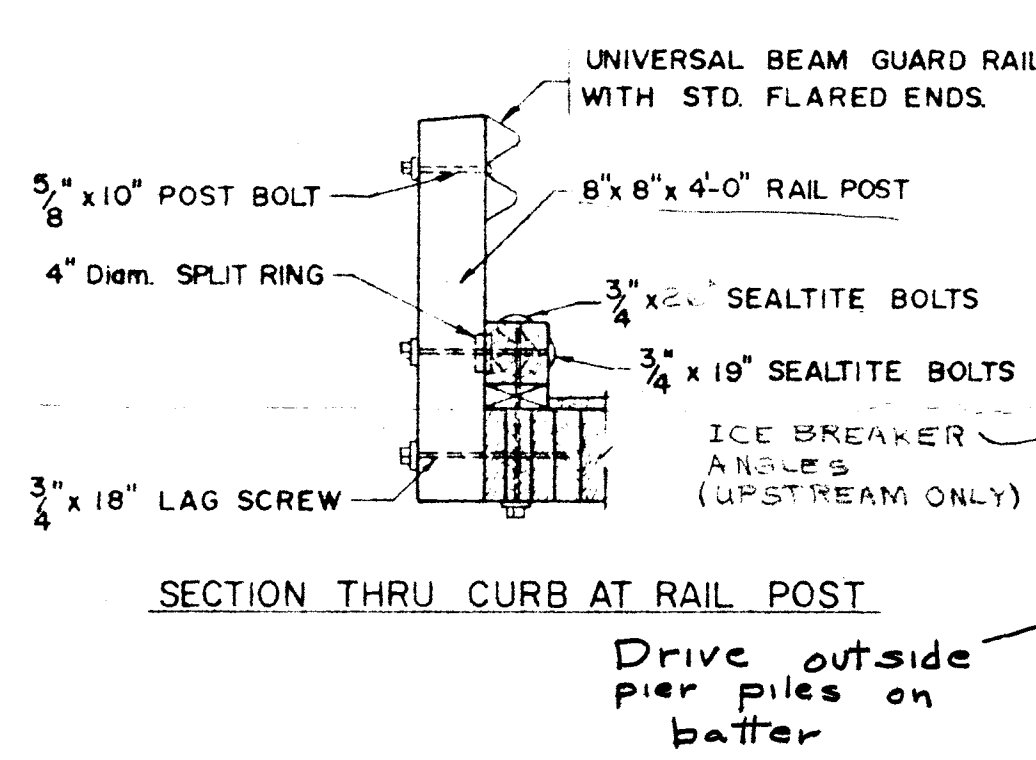 UNIVERSAL BEAM GUARD RAIL
WITH STD. FLARED ENDS.
5/8" x 10" POST BOLT
8" x 8" x 4'-0" RAIL POST
4" Diam. SPLIT RING
3/4" x SEALTITE BOLTS
3/4" x 19" SEALTITE BOLTS
ICE BREAKER
ANGLES
(UPSTREAM ONLY)
3/4" x 18" LAG SCREW
SECTION THRU CURB AT RAIL POST
Drive outside
pier piles on
batter